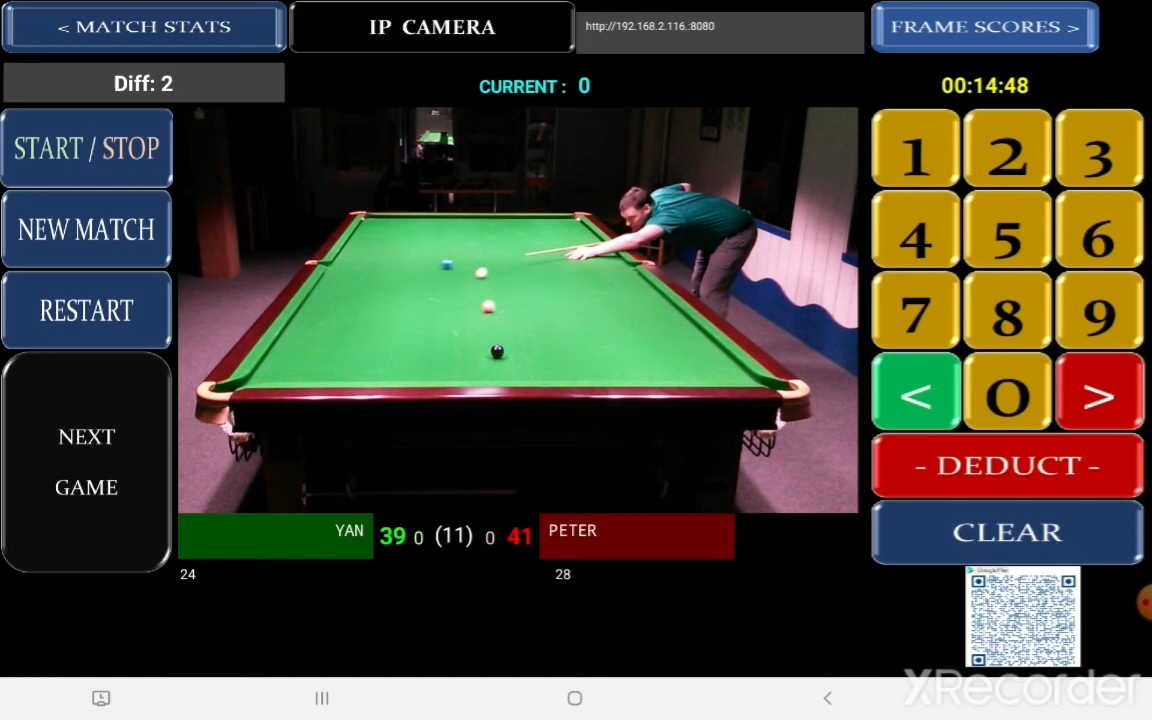 < MATCH STATS
IP CAMERA
http://192.168.2.116.:8080
FRAME SCORES >
Diff: 2
CURRENT : 0
00:14:48
START / STOP
NEW MATCH
RESTART
NEXT
GAME
1 2 3
4 5 6
7 8 9
< 0 >
- DEDUCT -
CLEAR
YAN 39 0 (11) 0 41 PETER
24 28
Google Play
XRecorder